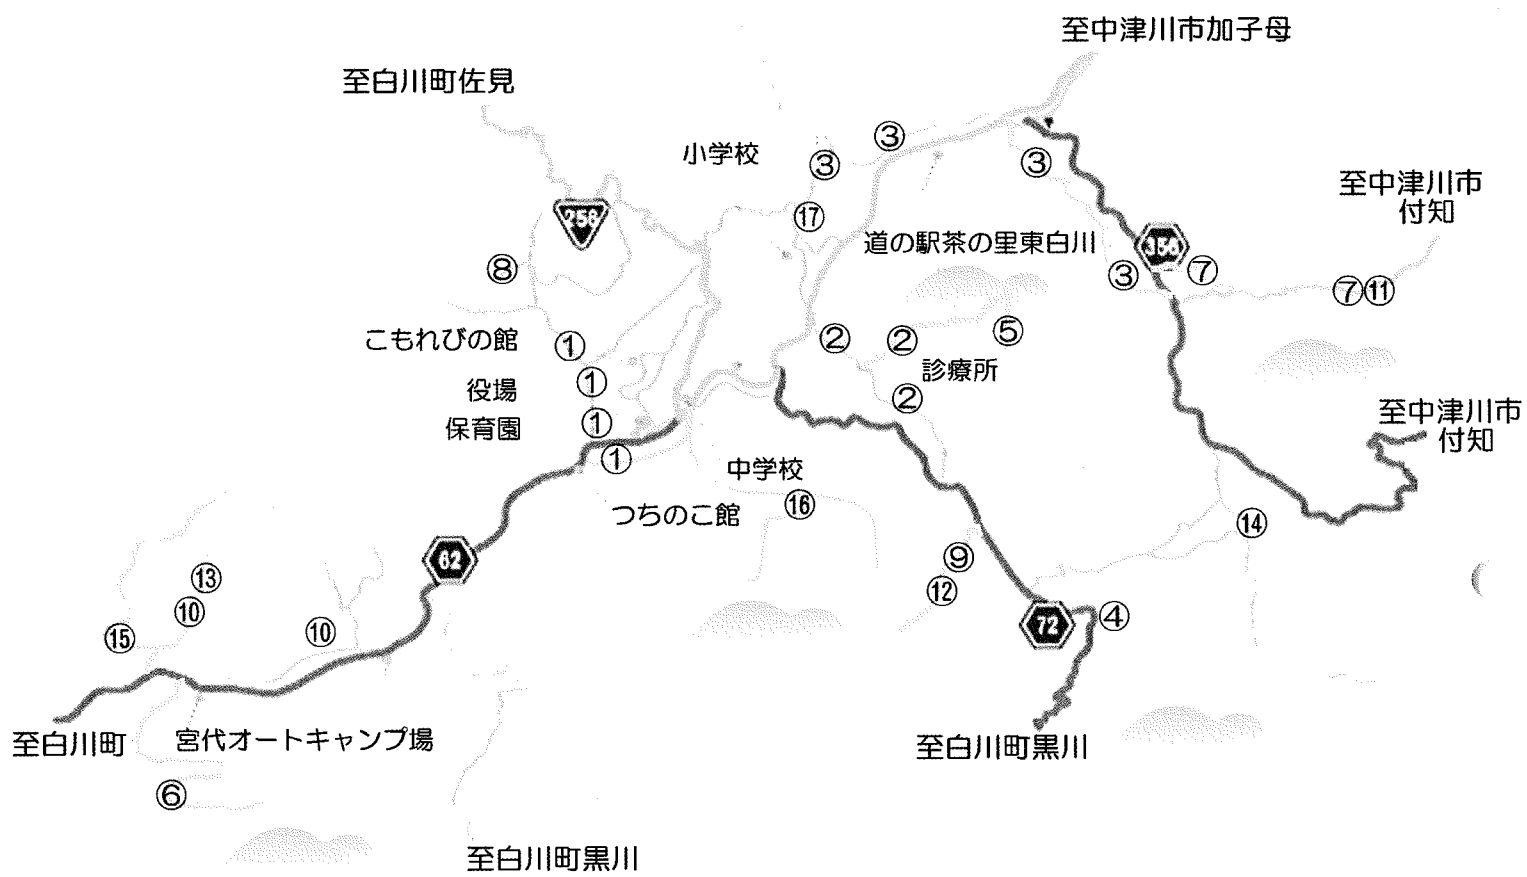 至中津川市加子母
至白川町佐見
③
小学校
③
③
至中津川市
付知
⑰
256
道の駅茶の里東白川
⑧
③
⑦
⑦
⑪
こもれびの館
①
②
②
⑤
診療所
役場
①
②
至中津川市
付知
保育園
①
①
中学校
つちのこ館
⑯
⑭
62
⑨
⑬
⑫
⑩
⑮
⑩
72
④
至白川町
宮代オートキャンプ場
至白川町黒川
⑥
至白川町黒川